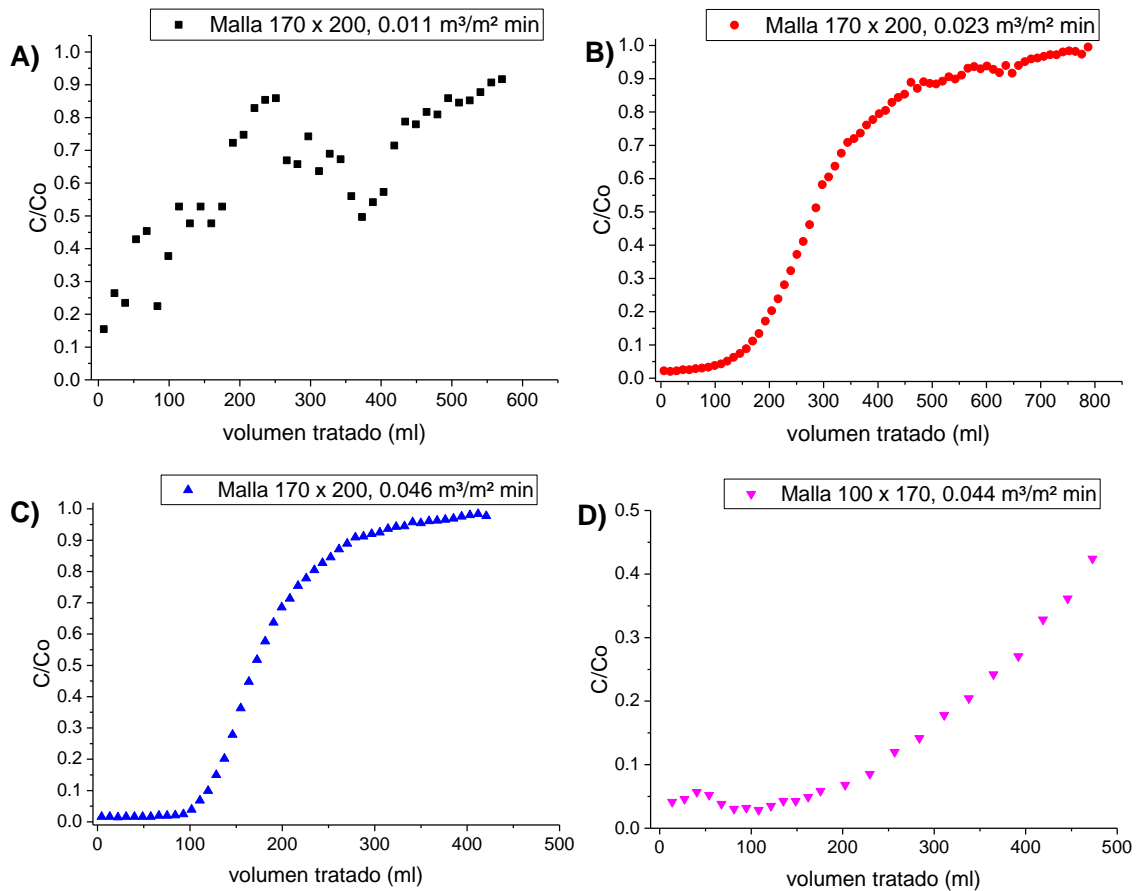 A)
Malla 170 x 200, 0.011 m³/m² min
1.0
0.9
0.8
0.7
0.6
0.5
0.4
0.3
0.2
0.1
0.0
C/Co
0 100 200 300 400 500 600
volumen tratado (ml)
B)
Malla 170 x 200, 0.023 m³/m² min
1.0
0.9
0.8
0.7
0.6
0.5
0.4
0.3
0.2
0.1
0.0
C/Co
0 100 200 300 400 500 600 700 800
volumen tratado (ml)
C)
Malla 170 x 200, 0.046 m³/m² min
1.0
0.9
0.8
0.7
0.6
0.5
0.4
0.3
0.2
0.1
0.0
C/Co
0 100 200 300 400 500
volumen tratado (ml)
D)
Malla 100 x 170, 0.044 m³/m² min
0.5
0.4
0.3
0.2
0.1
0.0
C/Co
0 100 200 300 400 500
volumen tratado (ml)